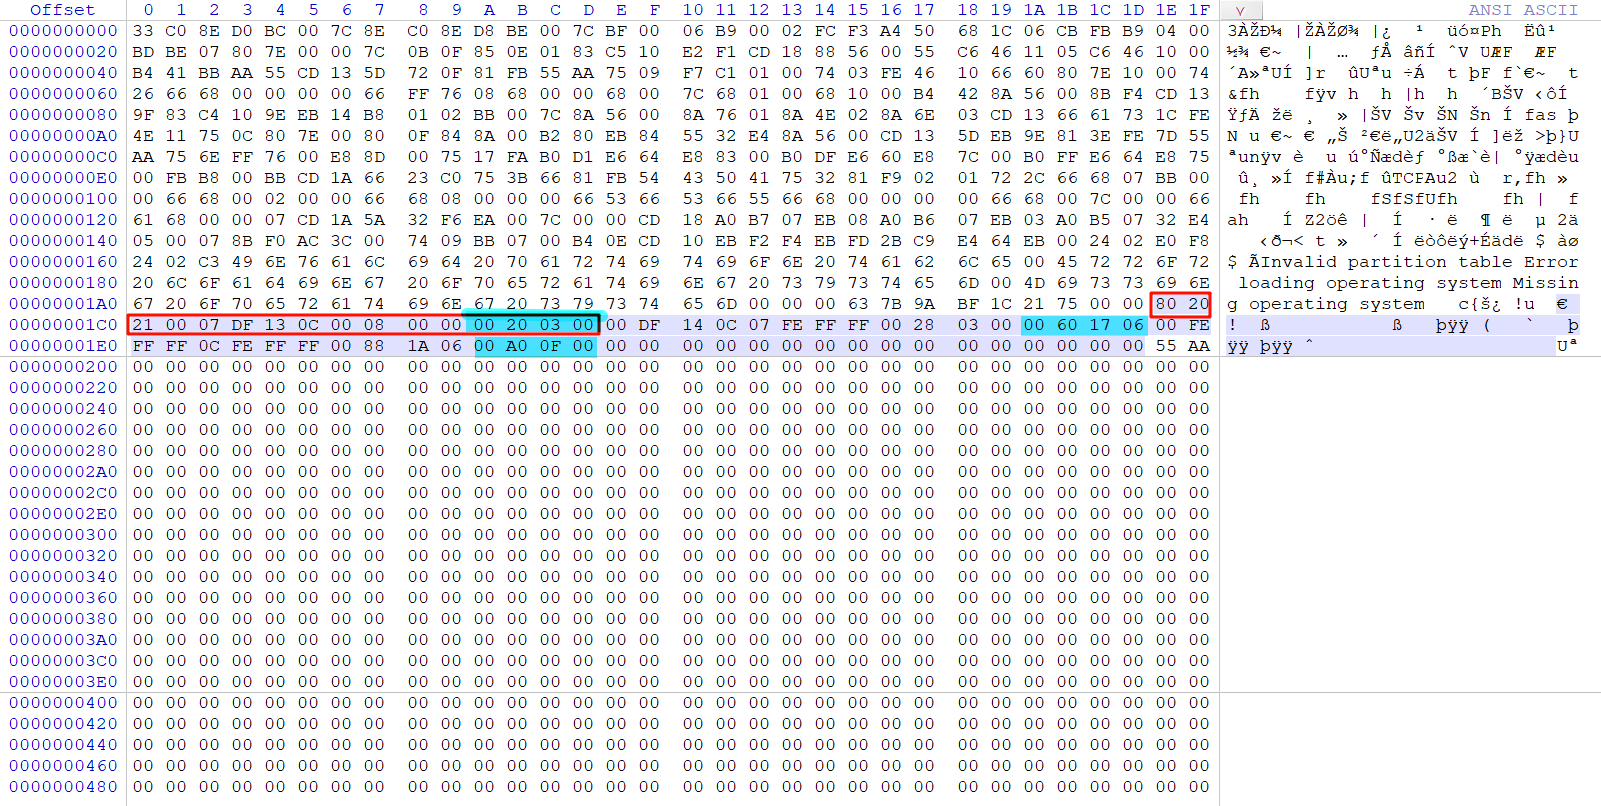 Offset 0 1 2 3 4 5 6 7 8 9 A B C D E F 10 11 12 13 14 15 16 17 18 19 1A 1B 1C 1D 1E 1F ANSI ASCII
0000000000 33 C0 8E D0 BC 00 7C 8E C0 8E D8 BE 00 7C BF 00 06 B9 00 02 FC F3 A4 50 68 1C 06 CB FB B9 04 00 3ÀŽÐ¼ |ŽÀŽØ¾ |¿ ¹ üó¤Ph Ëû¹
0000000020 BD BE 07 80 7E 00 00 7C 0B 0F 85 0E 01 83 C5 10 E2 F1 CD 18 88 56 00 55 C6 46 11 05 C6 46 10 00 ½¾ €~ | … ƒÅ âñÍ ˆV UÆF ÆF
0000000040 B4 41 BB AA 55 CD 13 5D 72 0F 81 FB 55 AA 75 09 F7 C1 01 00 74 03 FE 46 10 66 60 80 7E 10 00 74 ´A»ªUÍ ]r ûUªu ÷Á t þF f`€~ t
0000000060 26 66 68 00 00 00 00 66 FF 76 08 68 00 00 68 00 7C 68 01 00 68 10 00 B4 42 8A 56 00 8B F4 CD 13 &fh fÿv h h |h h ´BŠV ‹ôÍ
0000000080 9F 83 C4 10 9E EB 14 B8 01 02 BB 00 7C 8A 56 00 8A 76 01 8A 4E 02 8A 6E 03 CD 13 66 61 73 1C FE ŸƒÄ žë ¸ » |ŠV Šv ŠN Šn Í fas þ
00000000A0 4E 11 75 0C 80 7E 00 80 0F 84 8A 00 B2 80 EB 84 55 32 E4 8A 56 00 CD 13 5D EB 9E 81 3E FE 7D 55 N u €~ € „Š ²€ë„U2äŠV Í ]ëž >þ}U
00000000C0 AA 75 6E FF 76 00 E8 8D 00 75 17 FA B0 D1 E6 64 E8 83 00 B0 DF E6 60 E8 7C 00 B0 FF E6 64 E8 75 ªunÿv è u ú°Ñædèƒ °ßæ`è| °ÿædèu
00000000E0 00 FB B8 00 BB CD 1A 66 23 C0 75 3B 66 81 FB 54 43 50 41 75 32 81 F9 02 01 72 2C 66 68 07 BB 00 û¸ »Í f#Àu;f ûTCPAu2 ù r,fh »
0000000100 00 66 68 00 02 00 00 66 68 08 00 00 00 66 53 66 53 66 55 66 68 00 00 00 00 66 68 00 7C 00 00 66 fh fh fSfSfUfh fh | f
0000000120 61 68 00 00 07 CD 1A 5A 32 F6 EA 00 7C 00 00 CD 18 A0 B7 07 EB 08 A0 B6 07 EB 03 A0 B5 07 32 E4 ah Í Z2öê | Í · ë ¶ ë µ 2ä
0000000140 05 00 07 8B F0 AC 3C 00 74 09 BB 07 00 B4 0E CD 10 EB F2 F4 EB FD 2B C9 E4 64 EB 00 24 02 E0 F8 ‹ð¬< t » ´ Í ëòôëý+Éädë $ àø
0000000160 24 02 C3 49 6E 76 61 6C 69 64 20 70 61 72 74 69 74 69 6F 6E 20 74 61 62 6C 65 00 45 72 72 6F 72 $ ÃInvalid partition table Error
0000000180 20 6C 6F 61 64 69 6E 67 20 6F 70 65 72 61 74 69 6E 67 20 73 79 73 74 65 6D 00 4D 69 73 73 69 6E loading operating system Missin
00000001A0 67 20 6F 70 65 72 61 74 69 6E 67 20 73 79 73 74 65 6D 00 00 00 63 7B 9A BF 1C 21 75 00 00 80 20 g operating system c{š¿ !u €
00000001C0 21 00 07 DF 13 0C 00 08 00 00 00 20 03 00 00 DF 14 0C 07 FE FF FF 00 28 03 00 00 60 17 06 00 FE ! ß ß þÿÿ ( ` þ
00000001E0 FF FF 0C FE FF FF 00 88 1A 06 00 A0 0F 00 00 00 00 00 00 00 00 00 00 00 00 00 00 00 00 00 55 AA ÿÿ þÿÿ ˆ Uª
0000000200 00 00 00 00 00 00 00 00 00 00 00 00 00 00 00 00 00 00 00 00 00 00 00 00 00 00 00 00 00 00 00 00
0000000220 00 00 00 00 00 00 00 00 00 00 00 00 00 00 00 00 00 00 00 00 00 00 00 00 00 00 00 00 00 00 00 00
0000000240 00 00 00 00 00 00 00 00 00 00 00 00 00 00 00 00 00 00 00 00 00 00 00 00 00 00 00 00 00 00 00 00
0000000260 00 00 00 00 00 00 00 00 00 00 00 00 00 00 00 00 00 00 00 00 00 00 00 00 00 00 00 00 00 00 00 00
0000000280 00 00 00 00 00 00 00 00 00 00 00 00 00 00 00 00 00 00 00 00 00 00 00 00 00 00 00 00 00 00 00 00
00000002A0 00 00 00 00 00 00 00 00 00 00 00 00 00 00 00 00 00 00 00 00 00 00 00 00 00 00 00 00 00 00 00 00
00000002C0 00 00 00 00 00 00 00 00 00 00 00 00 00 00 00 00 00 00 00 00 00 00 00 00 00 00 00 00 00 00 00 00
00000002E0 00 00 00 00 00 00 00 00 00 00 00 00 00 00 00 00 00 00 00 00 00 00 00 00 00 00 00 00 00 00 00 00
0000000300 00 00 00 00 00 00 00 00 00 00 00 00 00 00 00 00 00 00 00 00 00 00 00 00 00 00 00 00 00 00 00 00
0000000320 00 00 00 00 00 00 00 00 00 00 00 00 00 00 00 00 00 00 00 00 00 00 00 00 00 00 00 00 00 00 00 00
0000000340 00 00 00 00 00 00 00 00 00 00 00 00 00 00 00 00 00 00 00 00 00 00 00 00 00 00 00 00 00 00 00 00
0000000360 00 00 00 00 00 00 00 00 00 00 00 00 00 00 00 00 00 00 00 00 00 00 00 00 00 00 00 00 00 00 00 00
0000000380 00 00 00 00 00 00 00 00 00 00 00 00 00 00 00 00 00 00 00 00 00 00 00 00 00 00 00 00 00 00 00 00
00000003A0 00 00 00 00 00 00 00 00 00 00 00 00 00 00 00 00 00 00 00 00 00 00 00 00 00 00 00 00 00 00 00 00
00000003C0 00 00 00 00 00 00 00 00 00 00 00 00 00 00 00 00 00 00 00 00 00 00 00 00 00 00 00 00 00 00 00 00
00000003E0 00 00 00 00 00 00 00 00 00 00 00 00 00 00 00 00 00 00 00 00 00 00 00 00 00 00 00 00 00 00 00 00
0000000400 00 00 00 00 00 00 00 00 00 00 00 00 00 00 00 00 00 00 00 00 00 00 00 00 00 00 00 00 00 00 00 00
0000000420 00 00 00 00 00 00 00 00 00 00 00 00 00 00 00 00 00 00 00 00 00 00 00 00 00 00 00 00 00 00 00 00
0000000440 00 00 00 00 00 00 00 00 00 00 00 00 00 00 00 00 00 00 00 00 00 00 00 00 00 00 00 00 00 00 00 00
0000000460 00 00 00 00 00 00 00 00 00 00 00 00 00 00 00 00 00 00 00 00 00 00 00 00 00 00 00 00 00 00 00 00
0000000480 00 00 00 00 00 00 00 00 00 00 00 00 00 00 00 00 00 00 00 00 00 00 00 00 00 00 00 00 00 00 00 00